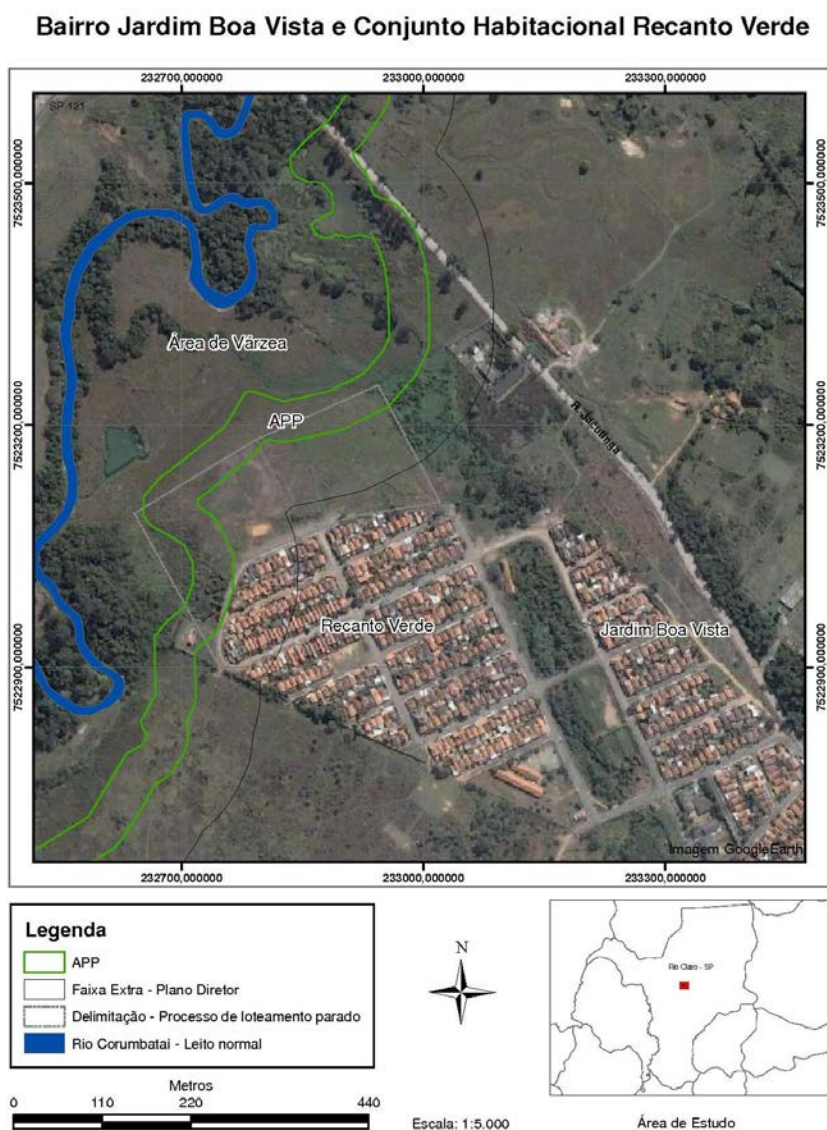 Bairro Jardim Boa Vista e Conjunto Habitacional Recanto Verde
232700,000000 233000,000000 233300,000000
SP 121
7523500,000000 7523500,000000
Área de Várzea
APP
R. Jacutinga
7523200,000000 7523200,000000
Recanto Verde
Jardim Boa Vista
7522900,000000 7522900,000000
Imagem GoogleEarth
232700,000000 233000,000000 233300,000000
Legenda
APP
Faixa Extra - Plano Diretor
Delimitação - Processo de loteamento parado
Rio Corumbatai - Leito normal
N
Rio Claro - SP
Metros
0 110 220 440
Escala: 1:5.000
Área de Estudo